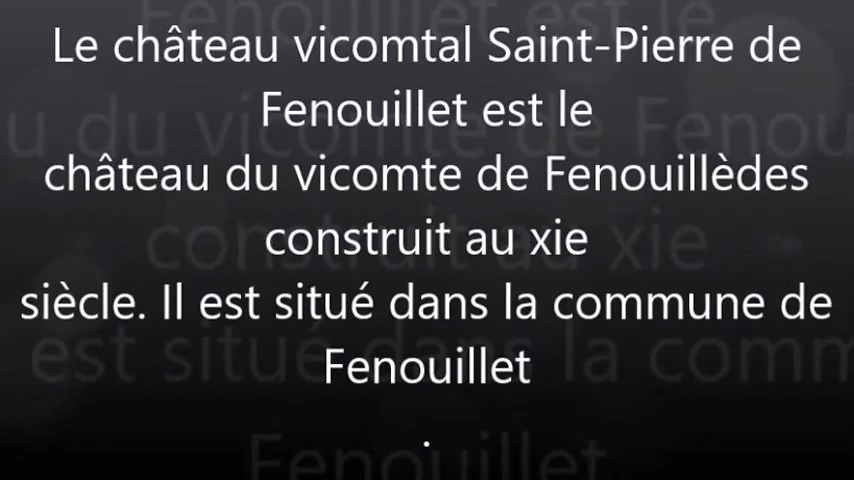 Le château vicomtal Saint-Pierre de
Fenouillet est le
château du vicomte de Fenouillèdes
construit au xie
siècle. Il est situé dans la commune de
Fenouillet
.